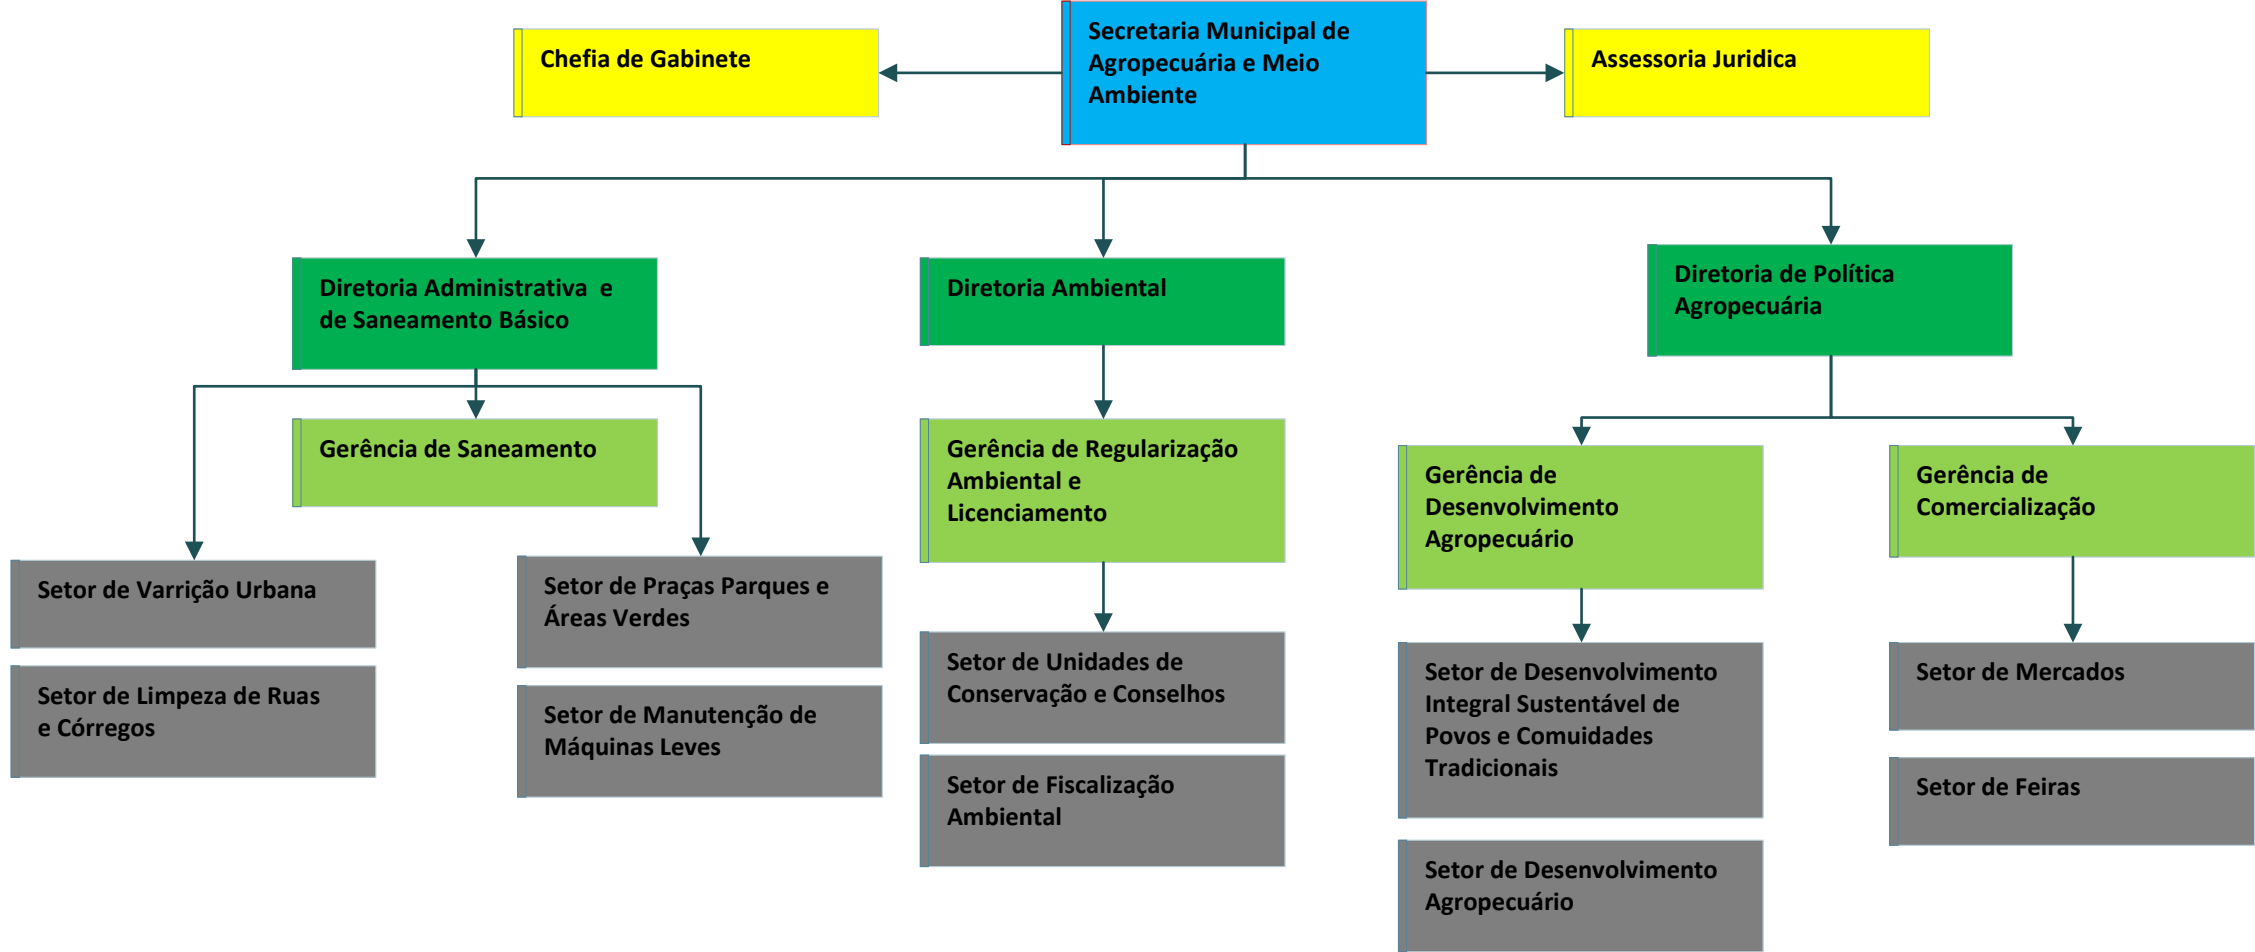 Secretaria Municipal de
Agropecuária e Meio
Ambiente
Chefia de Gabinete
Assessoria Juridica
Diretoria Administrativa  e
de Saneamento Básico
Diretoria Ambiental
Diretoria de Política
Agropecuária
Gerência de Saneamento
Gerência de Regularização
Ambiental e
Licenciamento
Gerência de
Desenvolvimento
Agropecuário
Gerência de
Comercialização
Setor de Varrição Urbana
Setor de Limpeza de Ruas
e Córregos
Setor de Praças Parques e
Áreas Verdes
Setor de Manutenção de
Máquinas Leves
Setor de Unidades de
Conservação e Conselhos
Setor de Fiscalização
Ambiental
Setor de Desenvolvimento
Integral Sustentável de
Povos e Comuidades
Tradicionais
Setor de Desenvolvimento
Agropecuário
Setor de Mercados
Setor de Feiras